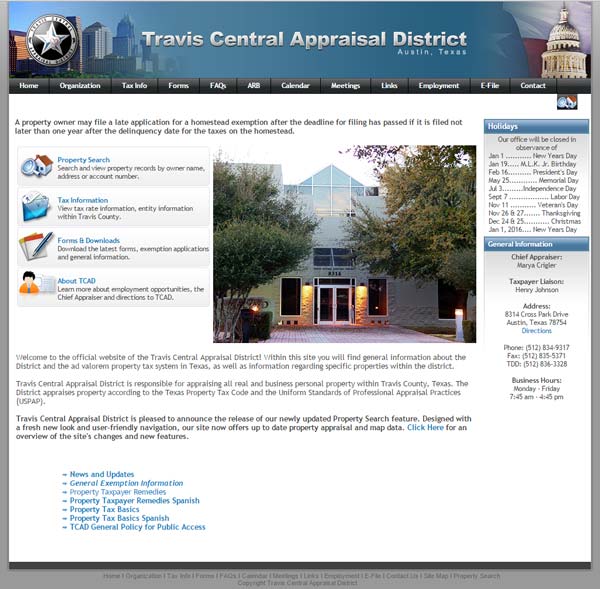 TRAVIS CENTRAL
APPRAISAL DISTRICT
Travis Central Appraisal District
Austin, Texas
Home Organization Tax Info Forms FAQs ARB Calendar Meetings Links Employment E-File Contact
A property owner may file a late application for a homestead exemption after the deadline for filing has passed if it is filed not
later than one year after the delinquency date for the taxes on the homestead.
Property Search
Search and view property records by owner name,
address or account number.
Tax Information
View tax rate information, entity information
within Travis County.
Forms & Downloads
Download the latest forms, exemption applications
and general information.
About TCAD
Learn more about employment opportunities, the
Chief Appraiser and directions to TCAD.
8314
Welcome to the official website of the Travis Central Appraisal District! Within this site you will find general information about the
District and the ad valorem property tax system in Texas, as well as information regarding specific properties within the district.
Travis Central Appraisal District is responsible for appraising all real and business personal property within Travis County, Texas. The
District appraises property according to the Texas Property Tax Code and the Uniform Standards of Professional Appraisal Practices
(USPAP).
Travis Central Appraisal District is pleased to announce the release of our newly updated Property Search feature. Designed with
a fresh new look and user-friendly navigation, our site now offers up to date property appraisal and map data. Click Here for an
overview of the site's changes and new features.
News and Updates
General Exemption Information
Property Taxpayer Remedies
Property Taxpayer Remedies Spanish
Property Tax Basics
Property Tax Basics Spanish
TCAD General Policy for Public Access
Holidays
Our office will be closed in
observance of
Jan 1 ........... New Years Day
Jan 19..... M.L.K. Jr. Birthday
Feb 16.......... President's Day
May 25............ Memorial Day
Jul 3.........Independence Day
Sept 7 ................. Labor Day
Nov 11 ............ Veteran's Day
Nov 26 & 27....... Thanksging
Dec 24 & 25........... Christmas
Jan 1, 2016.... New Years Day
General Information
Chief Appraiser:
Marya Crigler
Taxpayer Liaison:
Henry Johnson
Address:
8314 Cross Park Drive
Austin, Texas 78754
Directions
Phone: (512) 834-9317
Fax: (512) 835-5371
TDD: (512) 836-3328
Business Hours:
Monday - Friday
7:45 am - 4:45 pm
Home | Organization | Tax Info | Forms | FAQs | Calendar | Meetings | Links | Employment | E-File | Contact Us | Site Map | Property Search
Copyright Travis Central Appraisal District